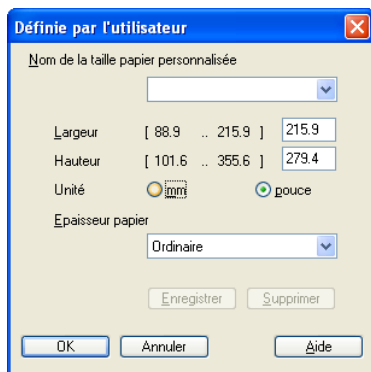 Définie par l'utilisateur
Nom de la taille papier personnalisée
Largeur [ 88.9 .. 215.9 ] 215.9
Hauteur [ 101.6 .. 355.6 ] 279.4
Unité mm pouce
Epaisseur papier
Ordinaire
Enregistrer Supprimer
OK Annuler Aide